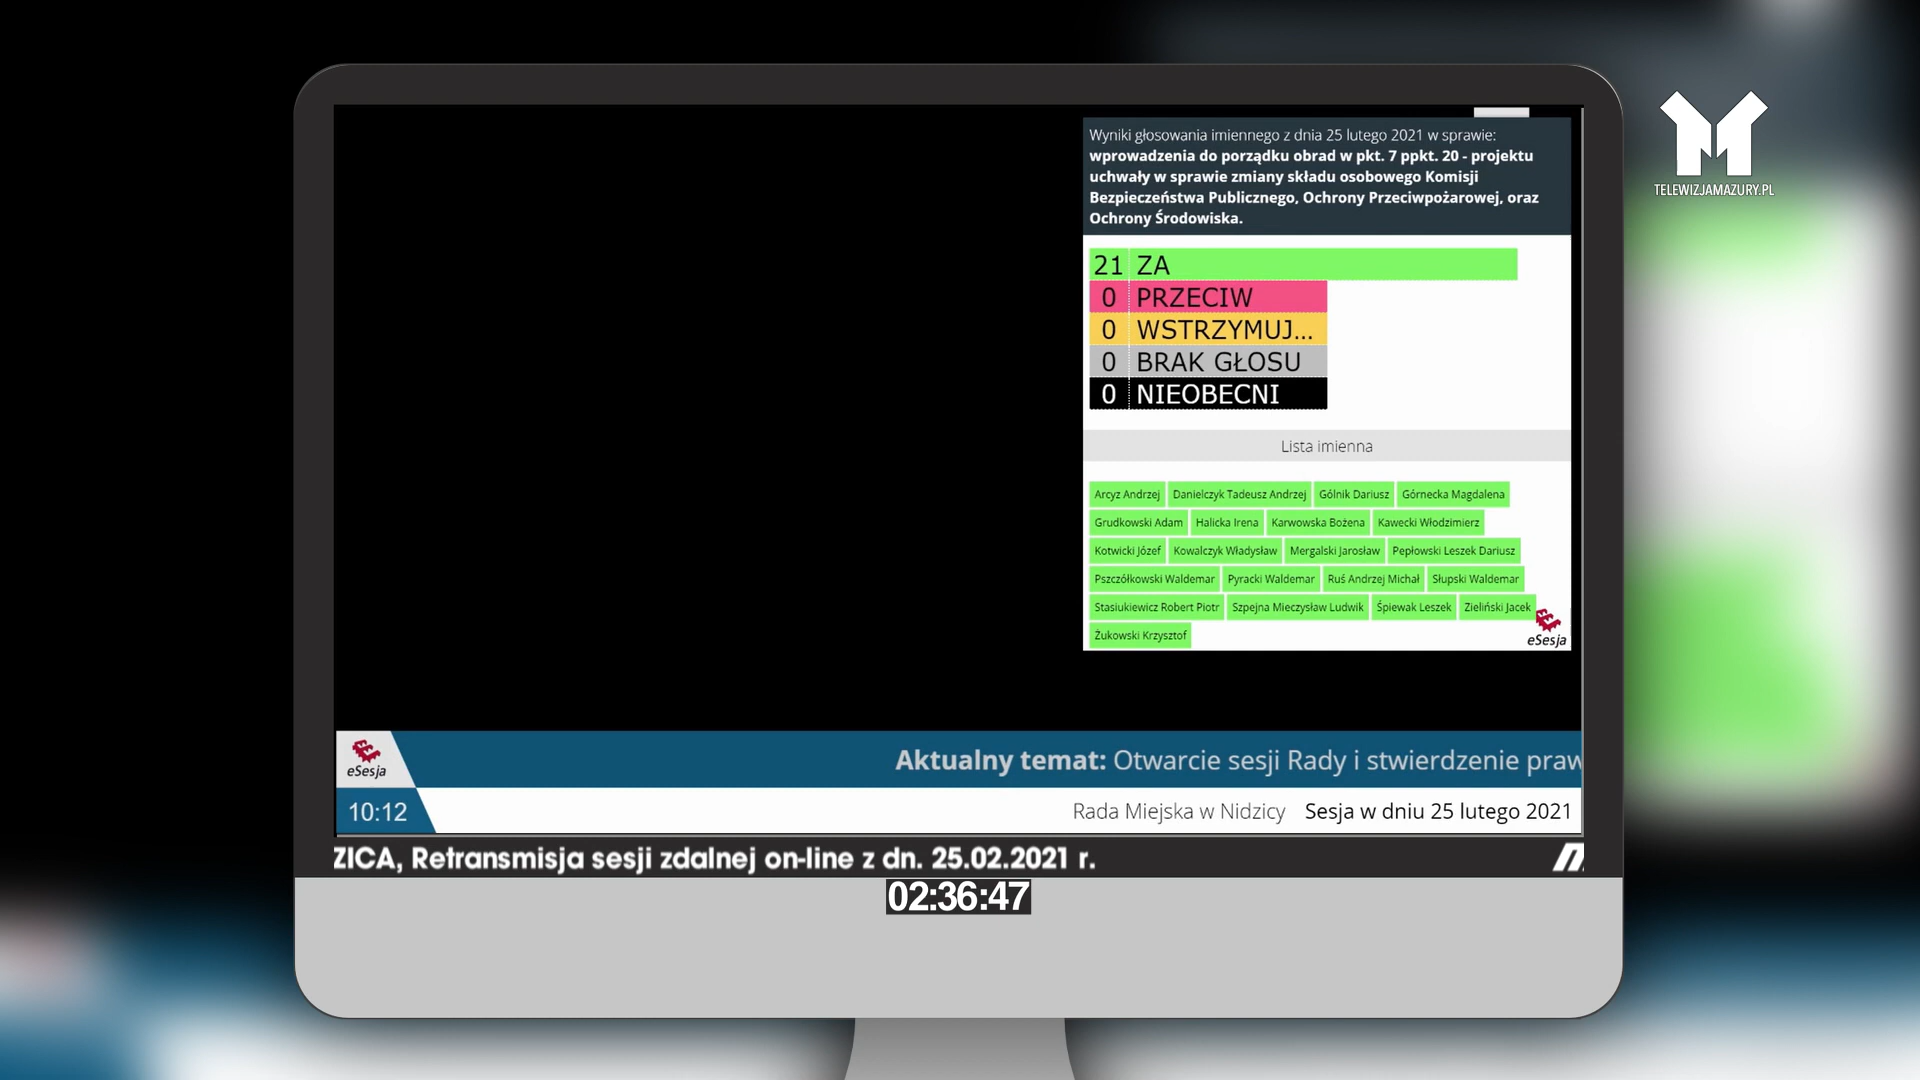 TELEWIZJAMAZURY.PL
Wyniki głosowania imiennego z dnia 25 lutego 2021 w sprawie:
wprowadzenia do porządku obrad w pkt. 7 ppkt. 20 - projektu
uchwały w sprawie zmiany składu osobowego Komisji
Bezpieczeństwa Publicznego, Ochrony Przeciwpożarowej, oraz
Ochrony Środowiska.
21 ZA
0 PRZECIW
0 WSTRZYMUJ...
0 BRAK GŁOSU
0 NIEOBECNI
Lista imienna
Arcyz Andrzej Danielczyk Tadeusz Andrzej Gólnik Dariusz Górnecka Magdalena
Grudkowski Adam Halicka Irena Karwowska Bożena Kawecki Włodzimierz
Kotwicki Józef Kowalczyk Władysław Mergalski Jarosław Pepłowski Leszek Dariusz
Pszczółkowski Waldemar Pyracki Waldemar Ruś Andrzej Michał Słupski Waldemar
Stasiukiewicz Robert Piotr Szpejna Mieczysław Ludwik Śpiewak Leszek Zieliński Jacek
Żukowski Krzysztof
eSesja
eSesja
Aktualny temat: Otwarcie sesji Rady i stwierdzenie praw
10:12
Rada Miejska w Nidzicy Sesja w dniu 25 lutego 2021
ZICA, Retransmisja sesji zdalnej on-line z dn. 25.02.2021 r.
02:36:47